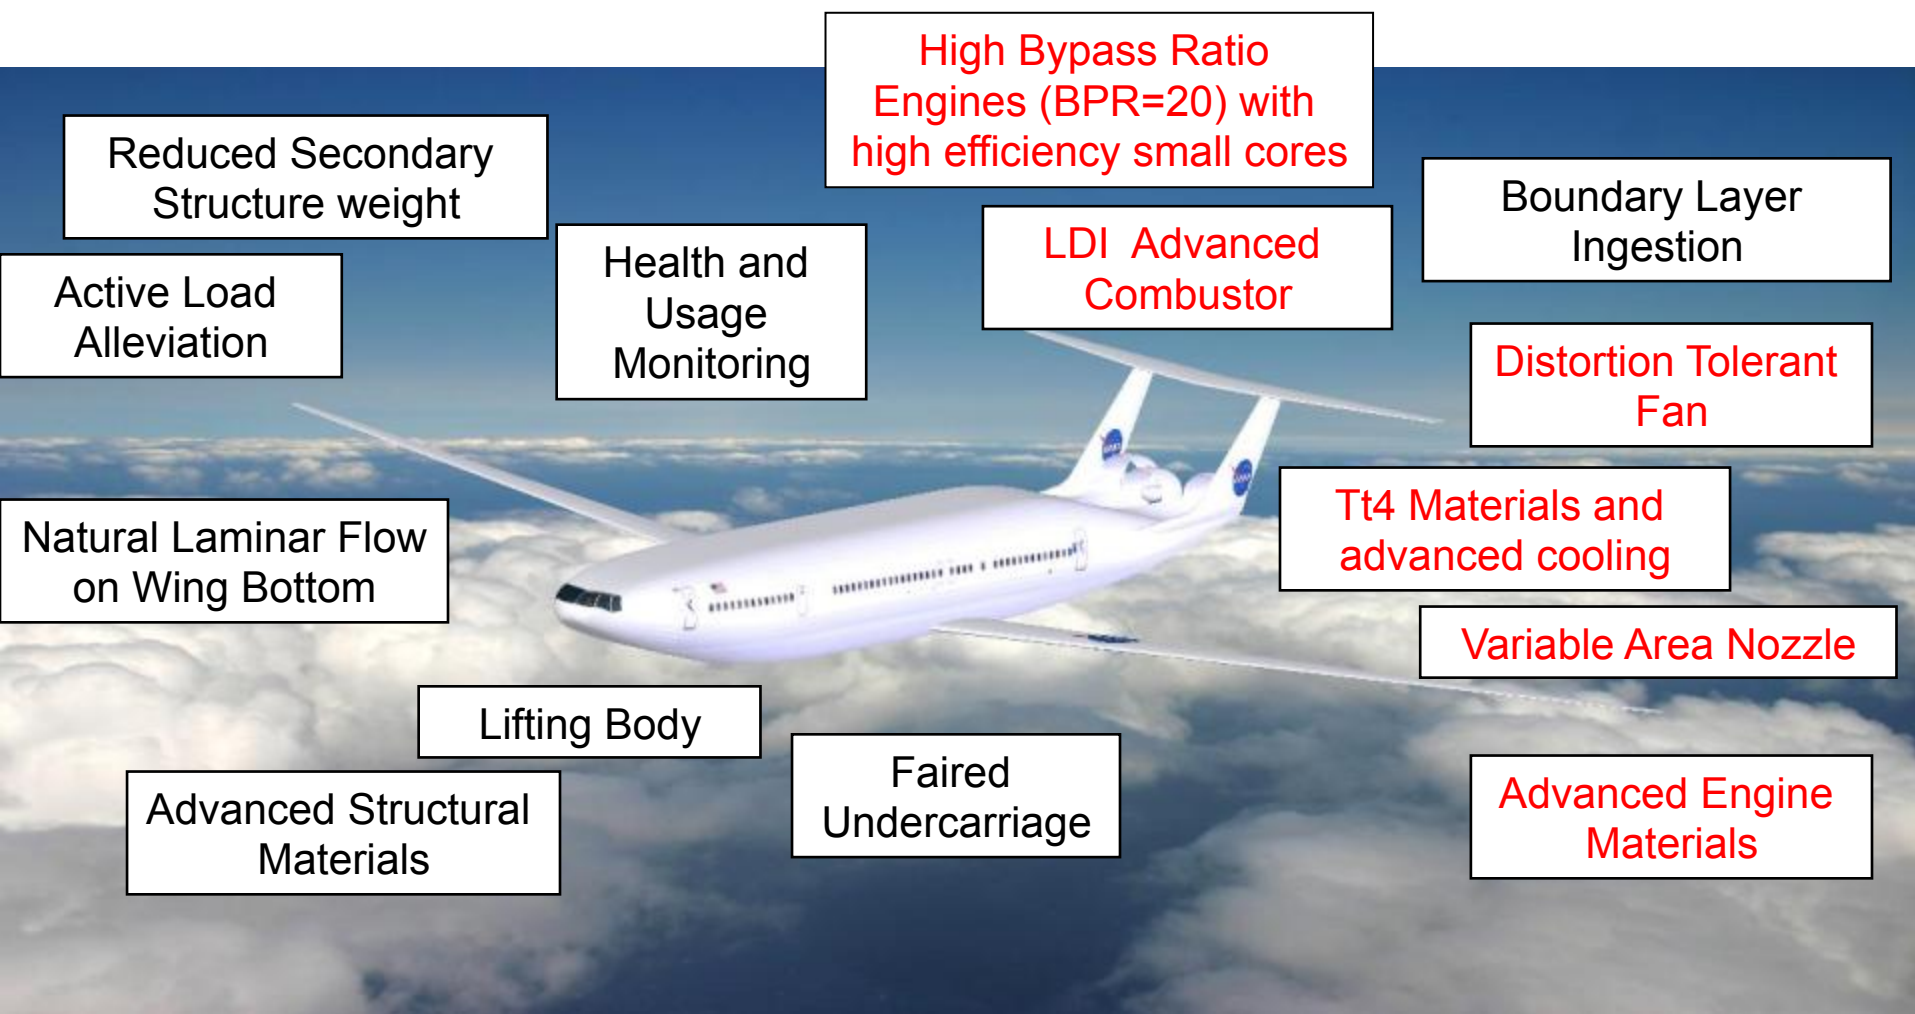 High Bypass Ratio
Engines (BPR=20) with
high efficiency small cores
Reduced Secondary
Structure weight
Boundary Layer
Ingestion
LDI Advanced
Combustor
Health and
Usage
Monitoring
Active Load
Alleviation
Distortion Tolerant
Fan
Tt4 Materials and
advanced cooling
Natural Laminar Flow
on Wing Bottom
Variable Area Nozzle
Lifting Body
Faired
Undercarriage
Advanced Structural
Materials
Advanced Engine
Materials
NASA
NASA